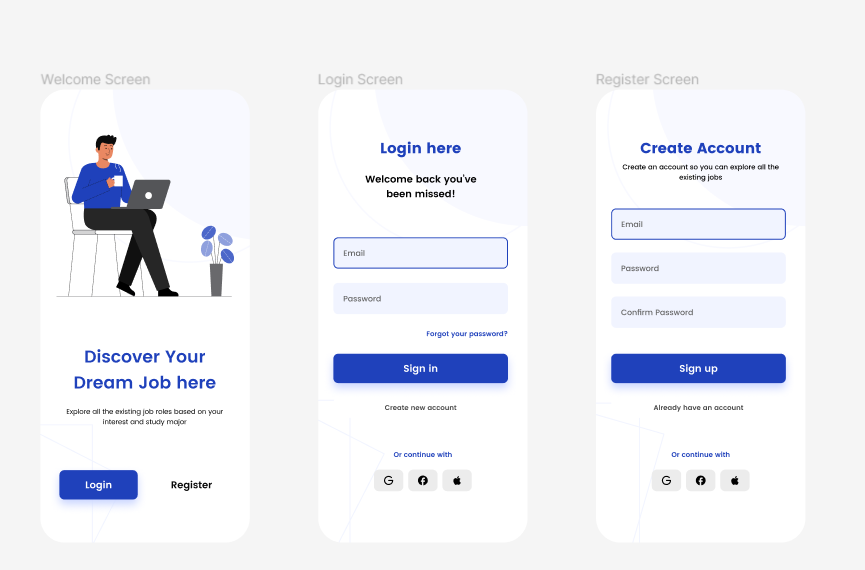 Welcome Screen
Discover Your
Dream Job here
Explore all the existing job roles based on your
interest and study major
Login
Register
Login Screen
Login here
Welcome back you've
been missed!
Email
Password
Forgot your password?
Sign in
Create new account
Or continue with
Register Screen
Create Account
Create an account so you can explore all the
existing jobs
Email
Password
Confirm Password
Sign up
Already have an account
Or continue with